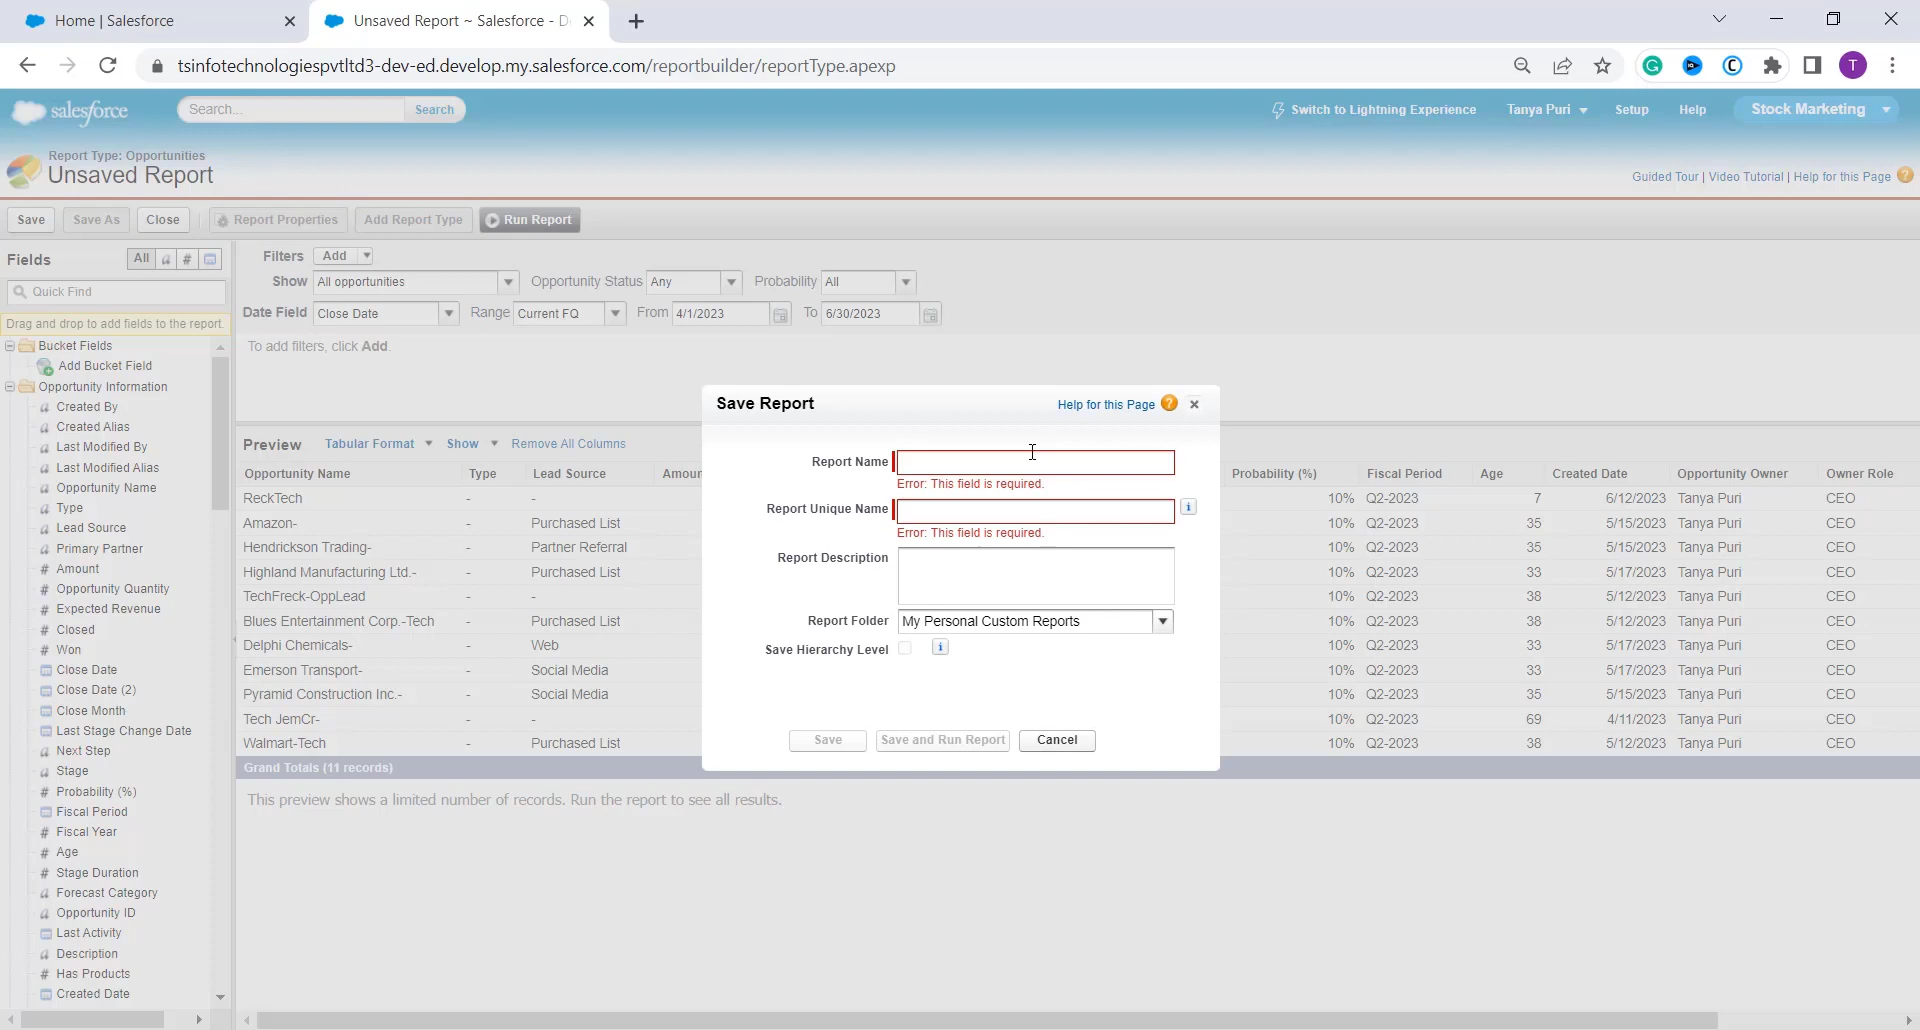 Home | Salesforce
Unsaved Report ~ Salesforce - D
tsinfotechnologiespvtltd3-dev-ed.develop.my.salesforce.com/reportbuilder/reportType.apexp
T
salesforce
Search...
Search
Switch to Lightning Experience
Tanya Puri
Setup
Help
Stock Marketing
Report Type: Opportunities
Unsaved Report
Guided Tour | Video Tutorial | Help for this Page ?
Save
Save As
Close
Report Properties
Add Report Type
Run Report
Fields
All
a
#
Quick Find
Drag and drop to add fields to the report.
Bucket Fields
Add Bucket Field
Opportunity Information
a Created By
a Created Alias
a Last Modified By
a Last Modified Alias
a Opportunity Name
a Type
a Lead Source
a Primary Partner
# Amount
# Opportunity Quantity
# Expected Revenue
# Closed
# Won
Close Date
Close Date (2)
Close Month
Last Stage Change Date
a Next Step
a Stage
# Probability (%)
Fiscal Period
# Fiscal Year
# Age
# Stage Duration
a Forecast Category
a Opportunity ID
Last Activity
a Description
# Has Products
Created Date
Filters Add
Show All opportunities Opportunity Status Any Probability All
Date Field Close Date Range Current FQ From 4/1/2023 To 6/30/2023
To add filters, click Add.
Preview Tabular Format Show Remove All Columns
Opportunity Name Type Lead Source Amoun Probability (%) Fiscal Period Age Created Date Opportunity Owner Owner Role
ReckTech - - 10% Q2-2023 7 6/12/2023 Tanya Puri CEO
Amazon- - Purchased List 10% Q2-2023 35 5/15/2023 Tanya Puri CEO
Hendrickson Trading- - Partner Referral 10% Q2-2023 35 5/15/2023 Tanya Puri CEO
Highland Manufacturing Ltd.- - Purchased List 10% Q2-2023 33 5/17/2023 Tanya Puri CEO
TechFreck-OppLead - - 10% Q2-2023 38 5/12/2023 Tanya Puri CEO
Blues Entertainment Corp.-Tech - Purchased List 10% Q2-2023 38 5/12/2023 Tanya Puri CEO
Delphi Chemicals- - Web 10% Q2-2023 33 5/17/2023 Tanya Puri CEO
Emerson Transport- - Social Media 10% Q2-2023 33 5/17/2023 Tanya Puri CEO
Pyramid Construction Inc.- - Social Media 10% Q2-2023 35 5/15/2023 Tanya Puri CEO
Tech JemCr- - - 10% Q2-2023 69 4/11/2023 Tanya Puri CEO
Walmart-Tech - Purchased List 10% Q2-2023 38 5/12/2023 Tanya Puri CEO
Grand Totals (11 records)
This preview shows a limited number of records. Run the report to see all results.
Save Report
Help for this Page ?
Report Name
Error: This field is required.
Report Unique Name
i
Error: This field is required.
Report Description
Report Folder My Personal Custom Reports
Save Hierarchy Level
i
Save
Save and Run Report
Cancel